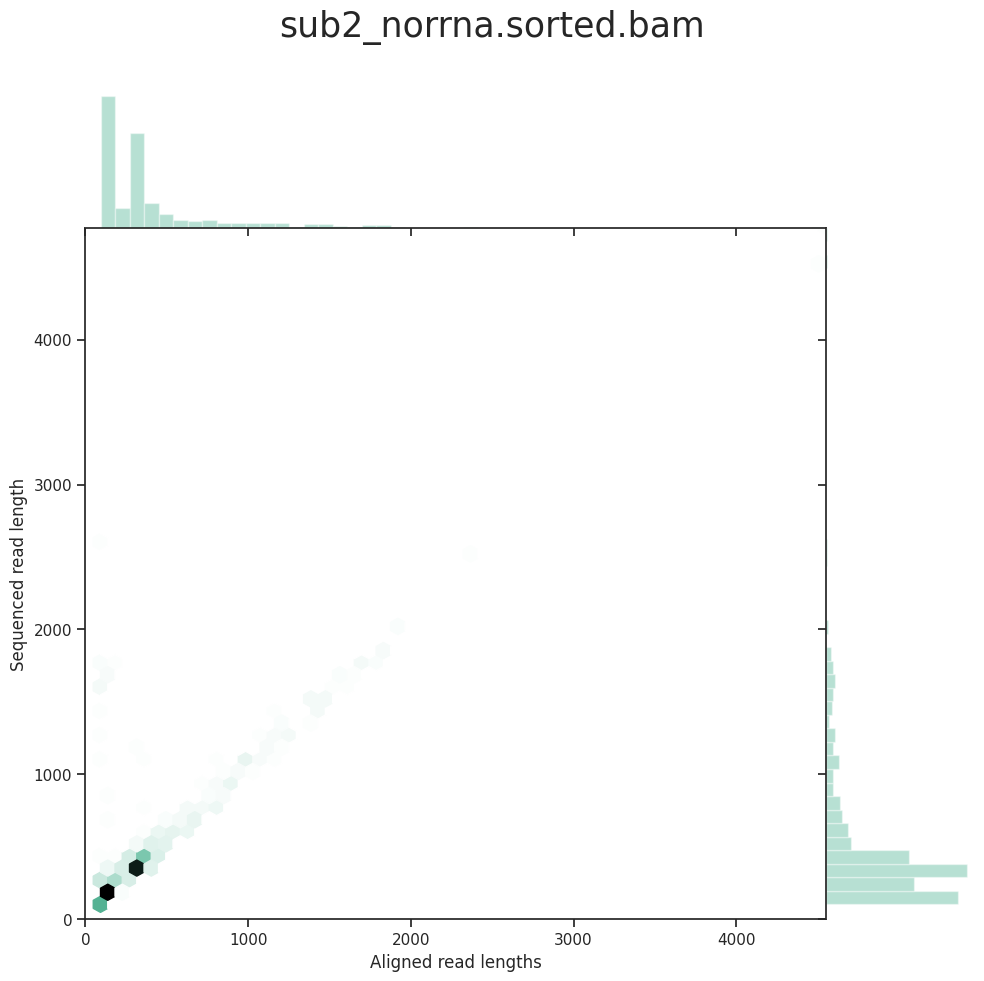 sub2_norrna.sorted.bam
4000
3000
2000
1000
0
Sequenced read length
0 1000 2000 3000 4000
Aligned read lengths